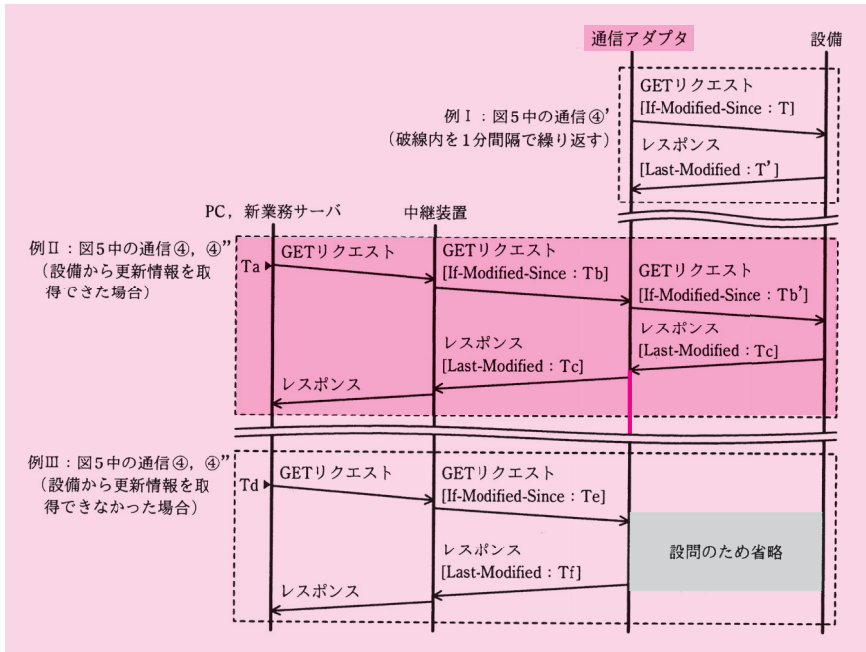 通信アダプタ
設備
例Ⅰ：図5中の通信④’
（破線内を1分間隔で繰り返す）
GETリクエスト
[If-Modified-Since：T]
レスポンス
[Last-Modified：T’]
PC，新業務サーバ
中継装置
例Ⅱ：図5中の通信④，④”
（設備から更新情報を取
得できた場合）
Ta
GETリクエスト
GETリクエスト
[If-Modified-Since：Tb]
GETリクエスト
[If-Modified-Since：Tb’]
レスポンス
[Last-Modified：Tc]
レスポンス
[Last-Modified：Tc]
レスポンス
例Ⅲ：図5中の通信④，④”
（設備から更新情報を取
得できなかった場合）
Td
GETリクエスト
GETリクエスト
[If-Modified-Since：Te]
設問のため省略
レスポンス
[Last-Modified：Tf]
レスポンス